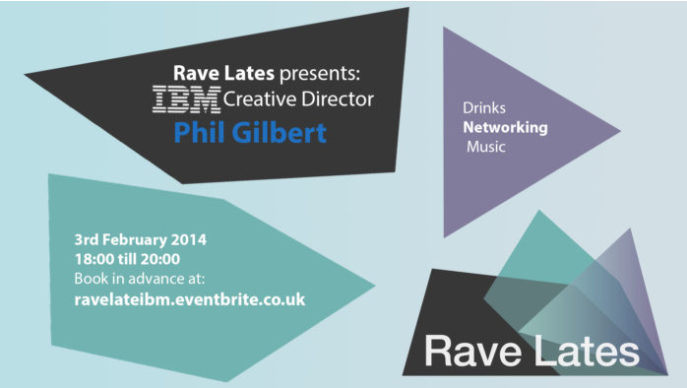 Rave Lates presents:
IBM Creative Director
Phil Gilbert
Drinks
Networking
Music
3rd February 2014
18:00 till 20:00
Book in advance at:
ravelateibm.eventbrite.co.uk
Rave Lates